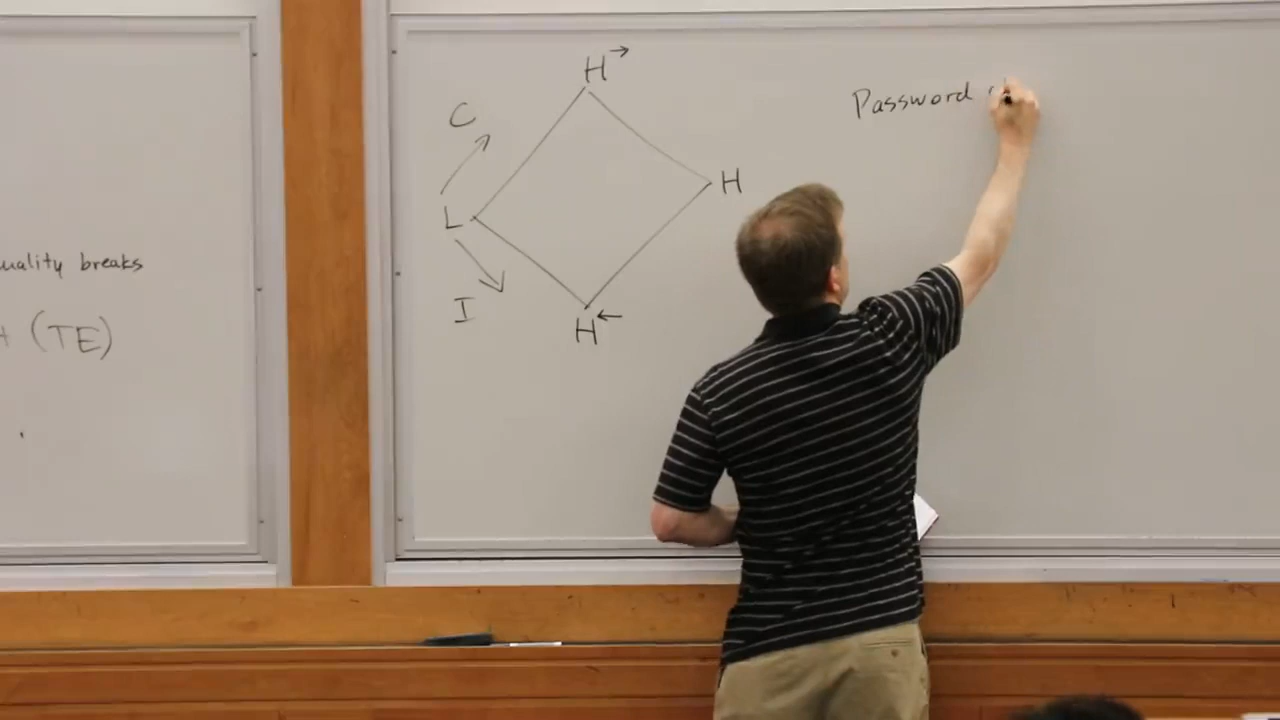 uality breaks
(TE)
H→
C
L
H
I
H←
Password